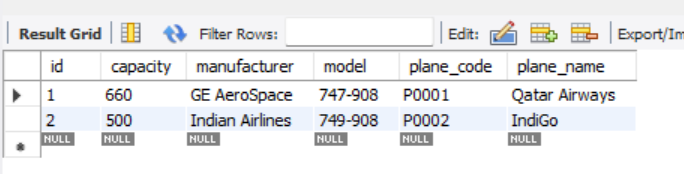 Result Grid Filter Rows: Edit: Export/Im
id capacity manufacturer model plane_code plane_name
1 660 GE AeroSpace 747-908 P0001 Qatar Airways
2 500 Indian Airlines 749-908 P0002 IndiGo
NULL NULL NULL NULL NULL NULL